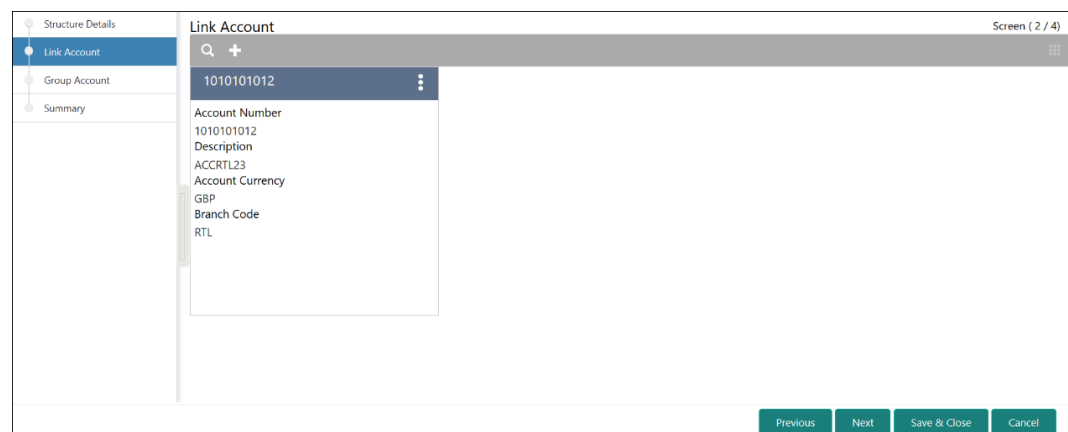 Structure Details
Link Account
Group Account
Summary
Link Account
Screen ( 2 / 4)
1010101012
Account Number
1010101012
Description
ACCRTL23
Account Currency
GBP
Branch Code
RTL
Previous
Next
Save & Close
Cancel